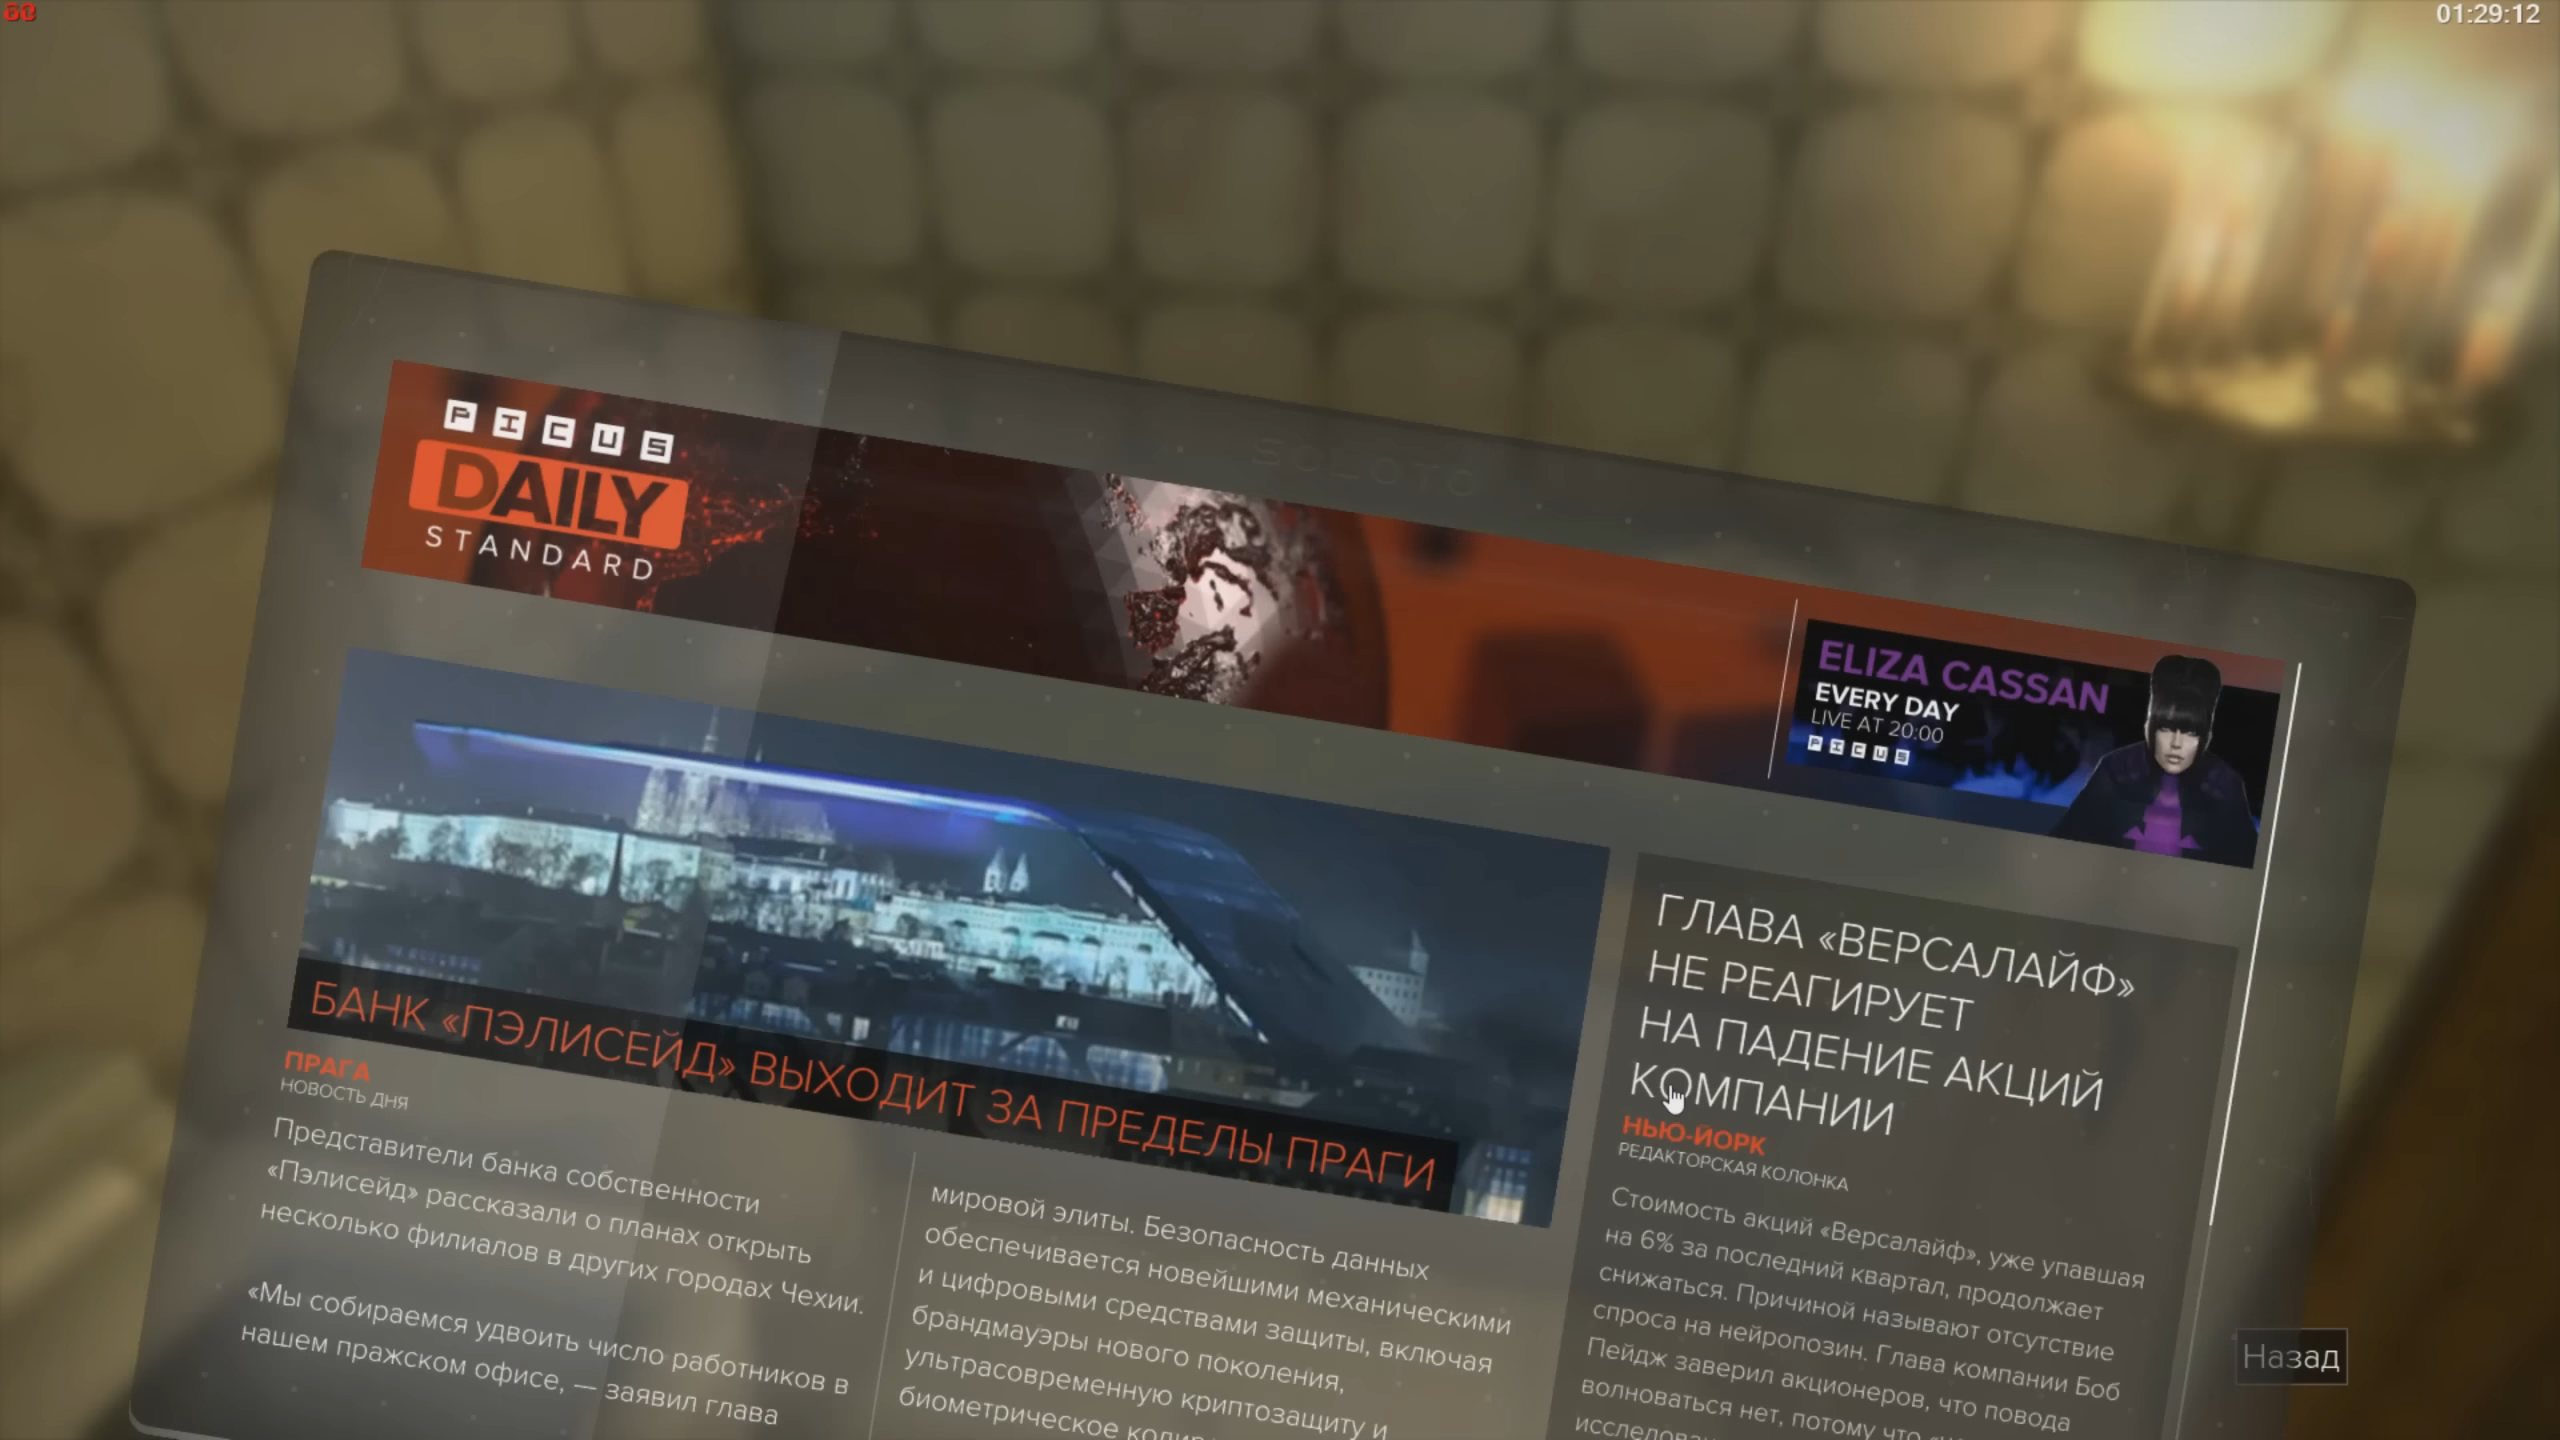 60
01:29:12
SOLOTO
PICUS
DAILY
STANDARD
ELIZA CASSAN
EVERY DAY
LIVE AT 20:00
PICUS
БАНК «ПЭЛИСЕЙД» ВЫХОДИТ ЗА ПРЕДЕЛЫ ПРАГИ
ПРАГА
НОВОСТЬ ДНЯ
Представители банка собственности
«Пэлисейд» рассказали о планах открыть
несколько филиалов в других городах Чехии.
«Мы собираемся удвоить число работников в
нашем пражском офисе, — заявил глава
мировой элиты. Безопасность данных
обеспечивается новейшими механическими
и цифровыми средствами защиты, включая
брандмауэры нового поколения,
ультрасовременную криптозащиту и
биометрическое
ГЛАВА «ВЕРСАЛАЙФ»
НЕ РЕАГИРУЕТ
НА ПАДЕНИЕ АКЦИЙ
КОМПАНИИ
НЬЮ-ЙОРК
РЕДАКТОРСКАЯ КОЛОНКА
Стоимость акций «Версалайф», уже упавшая
на 6% за последний квартал, продолжает
снижаться. Причиной называют отсутствие
спроса на нейропозин. Глава компании Боб
Пейдж заверил акционеров, что повода
волноваться нет, потому что
Назад